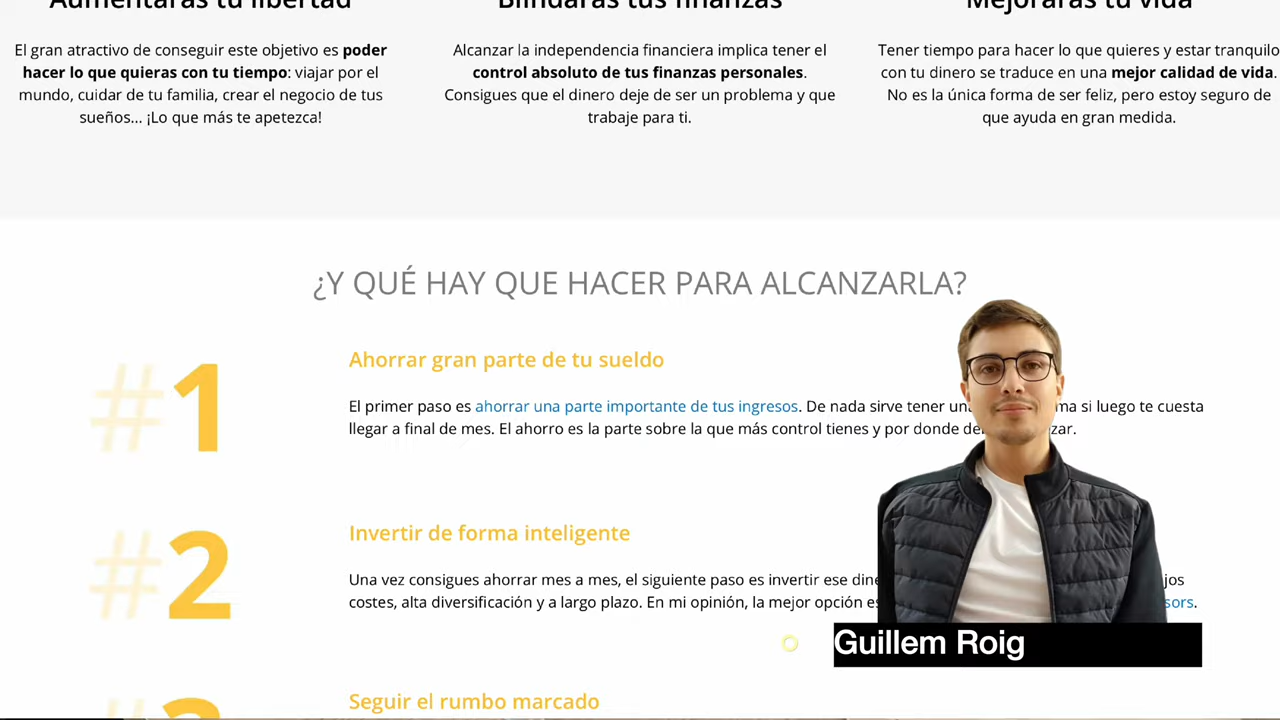 Aumentarás tu libertad
Blindarás tus finanzas
Mejorarás tu vida
El gran atractivo de conseguir este objetivo es poder
hacer lo que quieras con tu tiempo: viajar por el
mundo, cuidar de tu familia, crear el negocio de tus
sueños... ¡Lo que más te apetezca!
Alcanzar la independencia financiera implica tener el
control absoluto de tus finanzas personales.
Consigues que el dinero deje de ser un problema y que
trabaje para ti.
Tener tiempo para hacer lo que quieres y estar tranquilo
con tu dinero se traduce en una mejor calidad de vida.
No es la única forma de ser feliz, pero estoy seguro de
que ayuda en gran medida.
¿Y QUÉ HAY QUE HACER PARA ALCANZARLA?
#1
Ahorrar gran parte de tu sueldo
El primer paso es ahorrar una parte importante de tus ingresos. De nada sirve tener si luego te cuesta
llegar a final de mes. El ahorro es la parte sobre la que más control tienes y por donde
#2
Invertir de forma inteligente
Una vez consigues ahorrar mes a mes, el siguiente paso es invertir ese
costes, alta diversificación y a largo plazo. En mi opinión, la mejor opción
Guillem Roig
Seguir el rumbo marcado